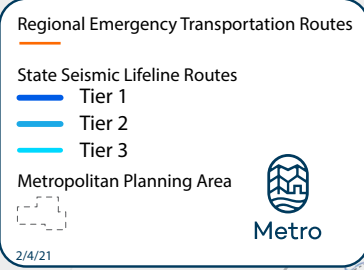 Regional Emergency Transportation Routes
State Seismic Lifeline Routes
Tier 1
Tier 2
Tier 3
Metropolitan Planning Area
Metro
2/4/21